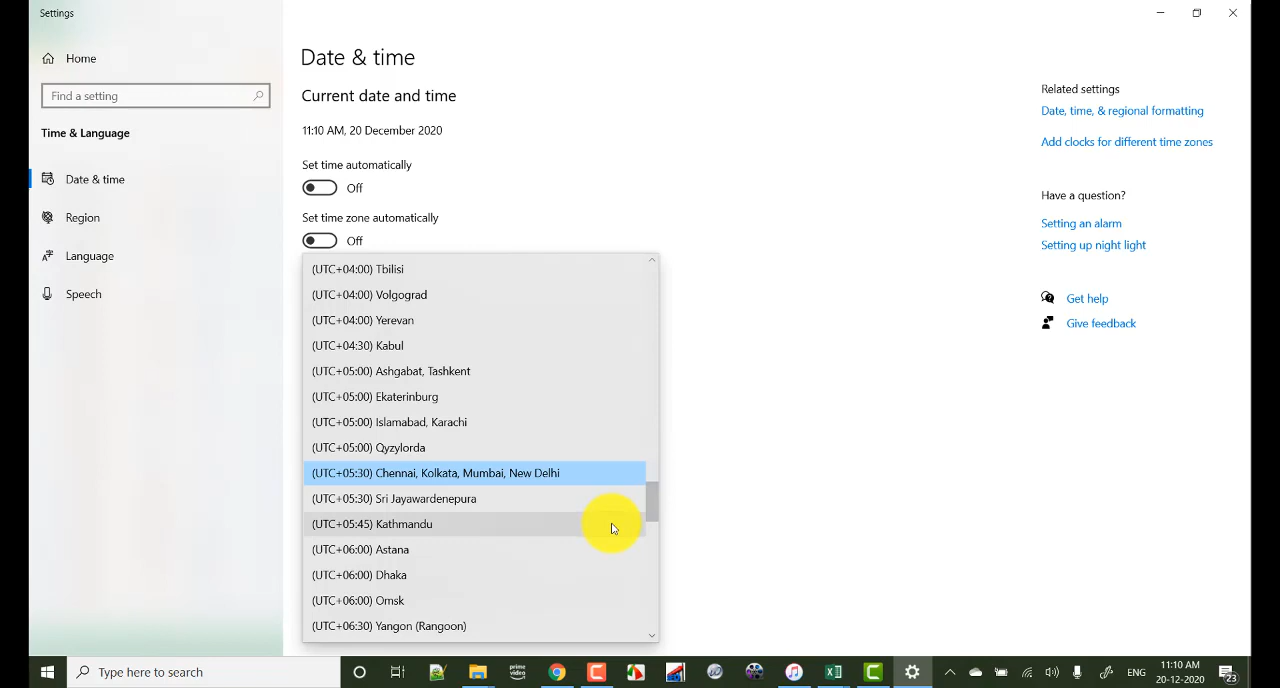 Settings
Home
Find a setting
Time & Language
Date & time
Region
Language
Speech
Date & time
Current date and time
11:10 AM, 20 December 2020
Set time automatically
Off
Set time zone automatically
Off
(UTC+04:00) Tbilisi
(UTC+04:00) Volgograd
(UTC+04:00) Yerevan
(UTC+04:30) Kabul
(UTC+05:00) Ashgabat, Tashkent
(UTC+05:00) Ekaterinburg
(UTC+05:00) Islamabad, Karachi
(UTC+05:00) Qyzylorda
(UTC+05:30) Chennai, Kolkata, Mumbai, New Delhi
(UTC+05:30) Sri Jayawardenepura
(UTC+05:45) Kathmandu
(UTC+06:00) Astana
(UTC+06:00) Dhaka
(UTC+06:00) Omsk
(UTC+06:30) Yangon (Rangoon)
Related settings
Date, time, & regional formatting
Add clocks for different time zones
Have a question?
Setting an alarm
Setting up night light
Get help
Give feedback
Type here to search
prime video
ENG
11:10 AM
20-12-2020
23